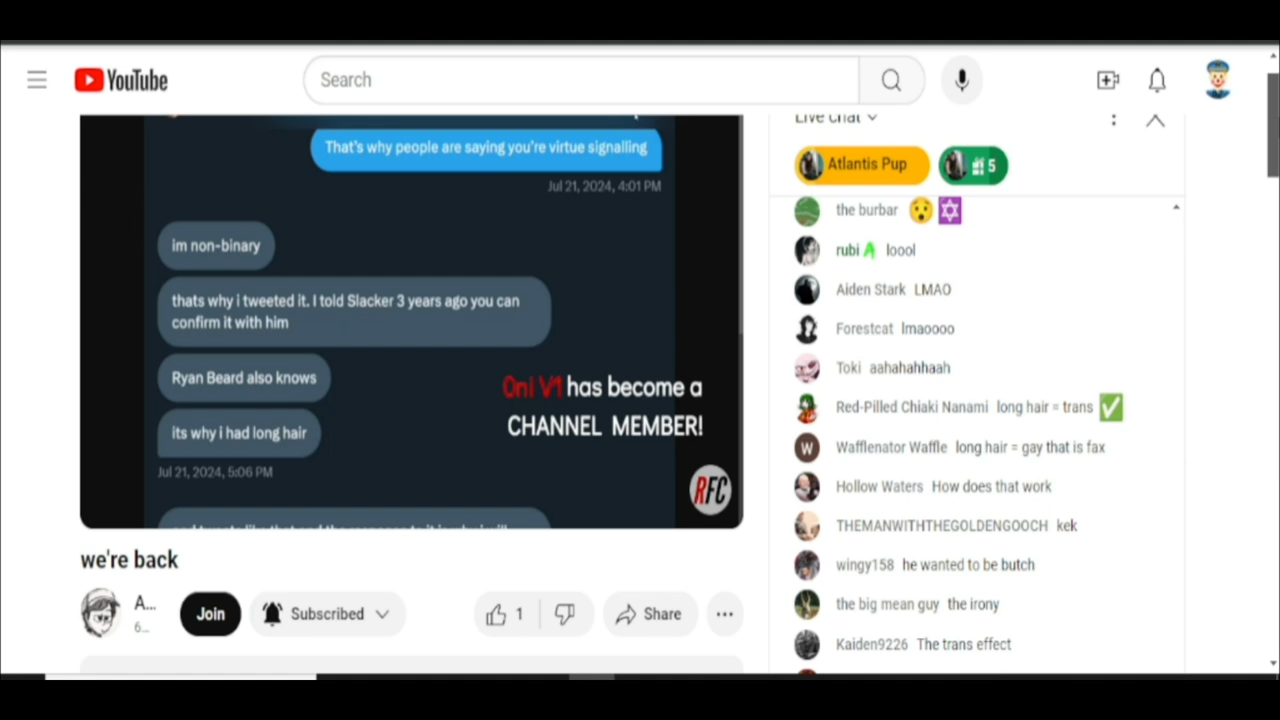 YouTube
Search
That's why people are saying you're virtue signalling
Jul 21, 2024, 4:01 PM
im non-binary
thats why i tweeted it. I told Slacker 3 years ago you can
confirm it with him
Ryan Beard also knows
its why i had long hair
Jul 21, 2024, 5:06 PM
Oni V1 has become a
CHANNEL MEMBER!
RFC
we're back
A...
6...
Join
Subscribed
1
Share
Live chat
Atlantis Pup
5
the burbar
rubi loool
Aiden Stark LMAO
Forestcat lmaoooo
Toki aahahahhaah
Red-Pilled Chiaki Nanami long hair = trans
W
Wafflenator Waffle long hair = gay that is fax
Hollow Waters How does that work
THEMANWITHTHEGOLDENGOOCH kek
wingy158 he wanted to be butch
the big mean guy the irony
Kaiden9226 The trans effect